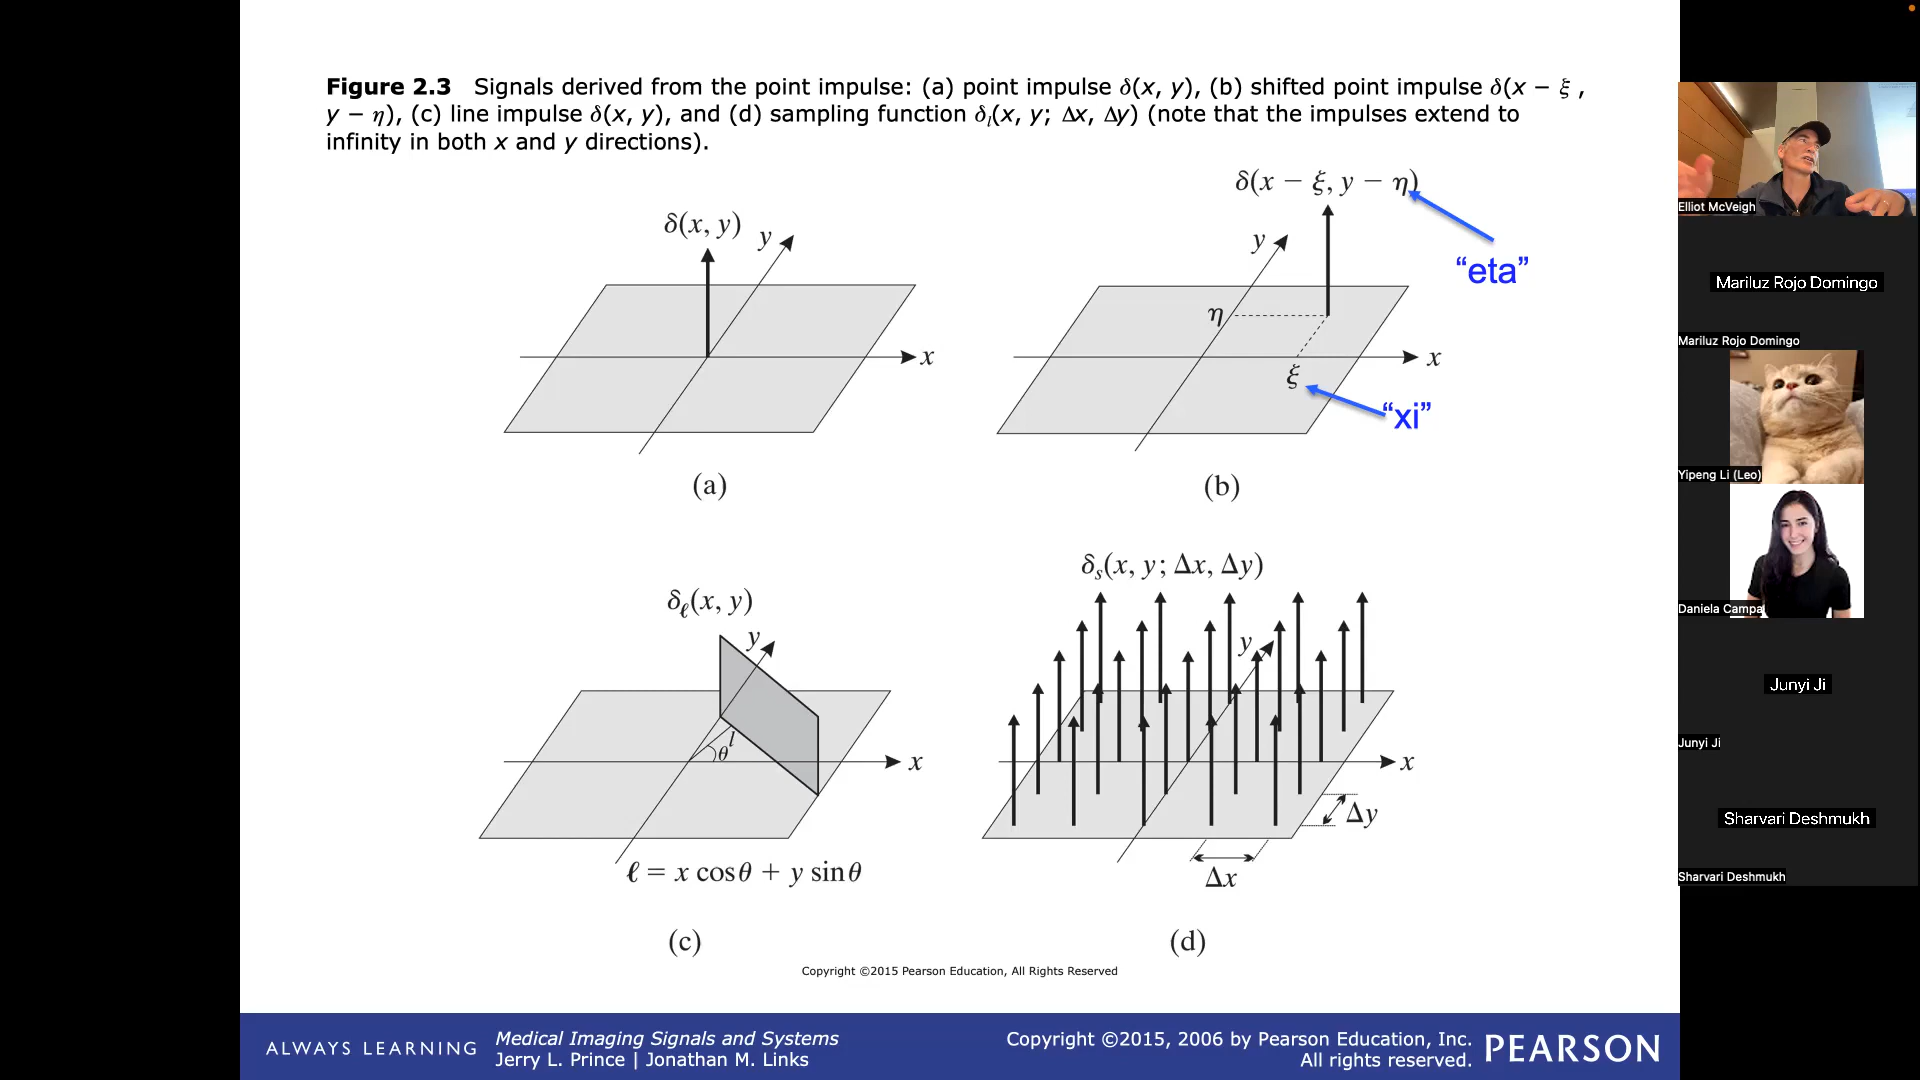 Figure 2.3 Signals derived from the point impulse: (a) point impulse δ(x, y), (b) shifted point impulse δ(x − ξ ,
y − η), (c) line impulse δ(x, y), and (d) sampling function δₗ(x, y; Δx, Δy) (note that the impulses extend to
infinity in both x and y directions).
δ(x, y)
y
x
(a)
δ(x − ξ, y − η)
“eta”
y
η
x
ξ
“xi”
(b)
δℓ(x, y)
y
l
θ
x
ℓ = x cosθ + y sinθ
(c)
δₛ(x, y; Δx, Δy)
y
x
Δy
Δx
(d)
Copyright ©2015 Pearson Education, All Rights Reserved
ALWAYS LEARNING
Medical Imaging Signals and Systems
Jerry L. Prince | Jonathan M. Links
Copyright ©2015, 2006 by Pearson Education, Inc.
All rights reserved.
PEARSON
Elliot McVeigh
Mariluz Rojo Domingo
Mariluz Rojo Domingo
Yipeng Li (Leo)
Daniela Campa
Junyi Ji
Junyi Ji
Sharvari Deshmukh
Sharvari Deshmukh